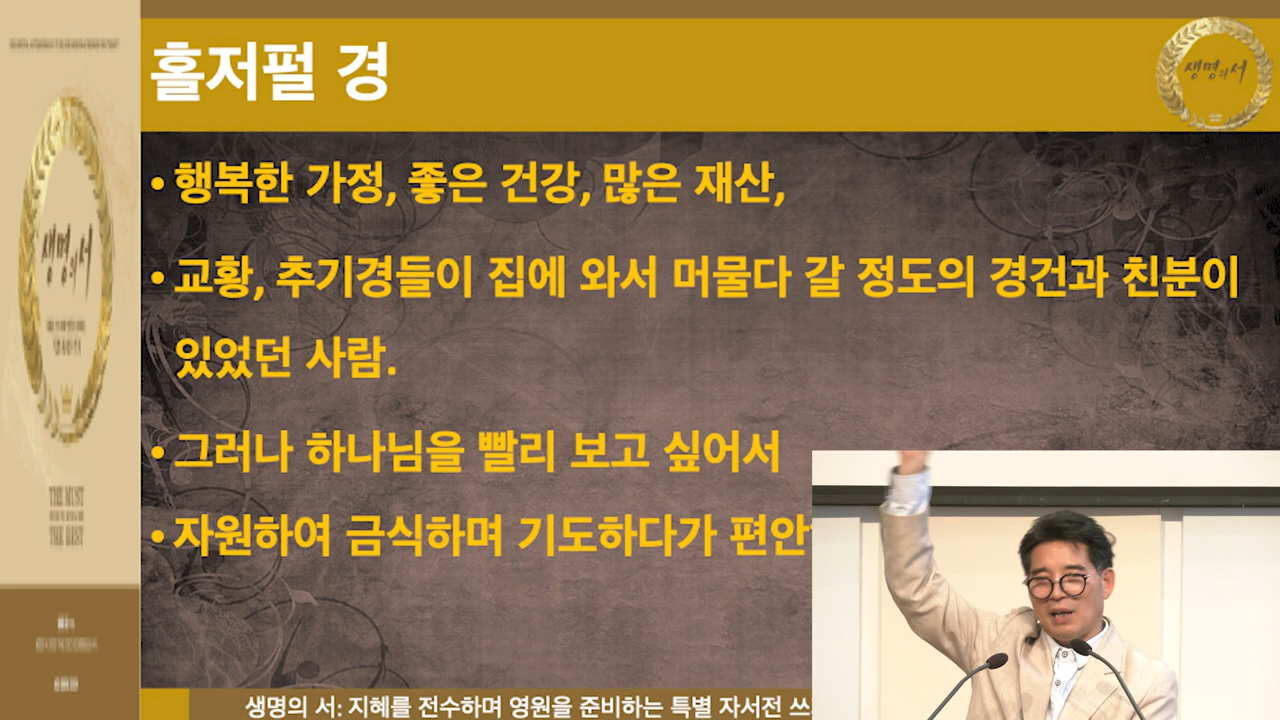 홀저펄 경
생명의서
• 행복한 가정, 좋은 건강, 많은 재산,
• 교황, 추기경들이 집에 와서 머물다 갈 정도의 경건과 친분이
있었던 사람.
• 그러나 하나님을 빨리 보고 싶어서
• 자원하여 금식하며 기도하다가 편안
생명의서
THE MUST
THE BEST
생명의 서: 지혜를 전수하며 영원을 준비하는 특별 자서전 쓰